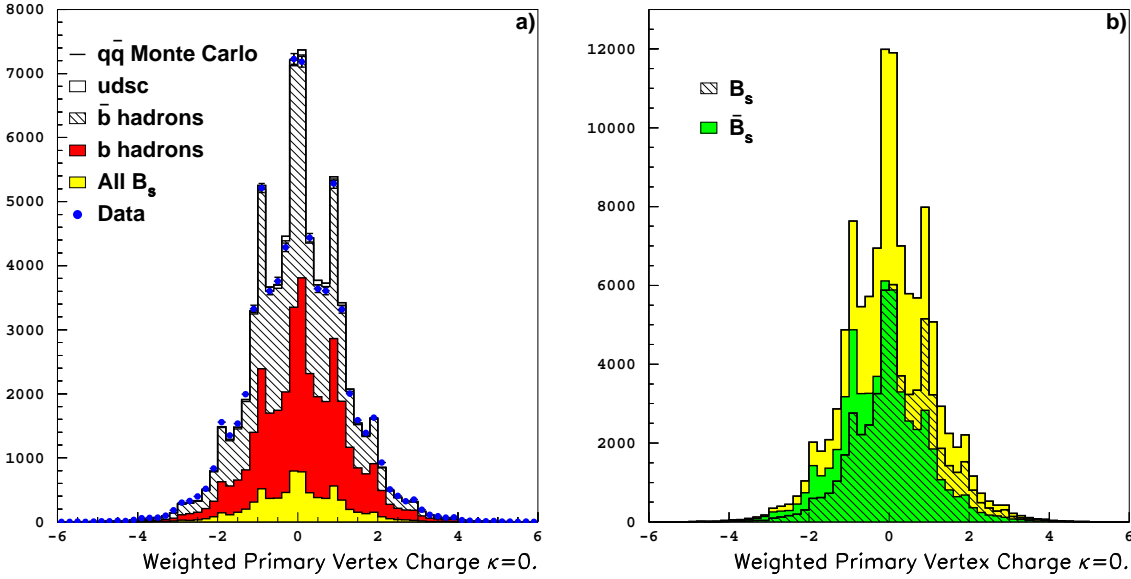 a)
8000
7000
6000
5000
4000
3000
2000
1000
0
qq̄ Monte Carlo
udsc
b̄ hadrons
b hadrons
All Bₛ
Data
-6 -4 -2 0 2 4 6
Weighted Primary Vertex Charge κ=0.
b)
12000
10000
8000
6000
4000
2000
0
Bₛ
B̄ₛ
-6 -4 -2 0 2 4 6
Weighted Primary Vertex Charge κ=0.